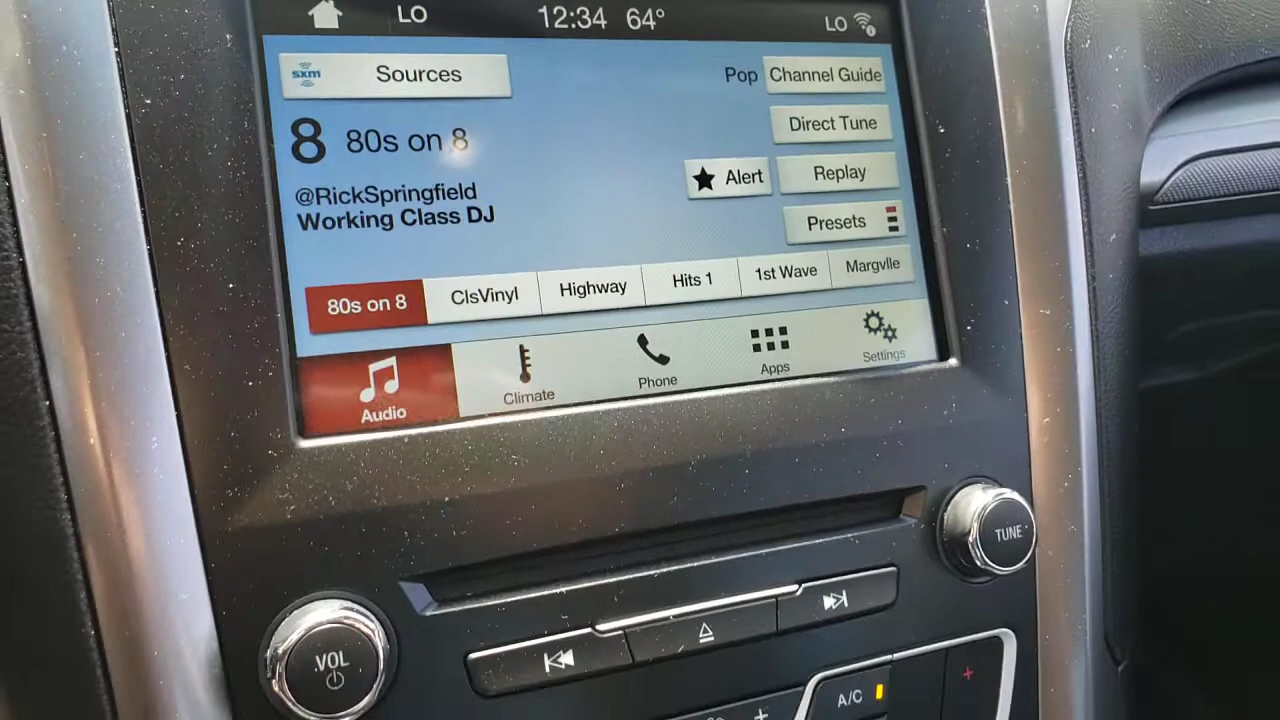 LO 12:34 64° LO
sxm Sources
Pop Channel Guide
8 80s on 8
Direct Tune
@RickSpringfield
Working Class DJ
Alert
Replay
Presets
80s on 8 ClsVinyl Highway Hits 1 1st Wave Margvlle
Audio Climate Phone Apps Settings
TUNE
VOL
A/C +
+